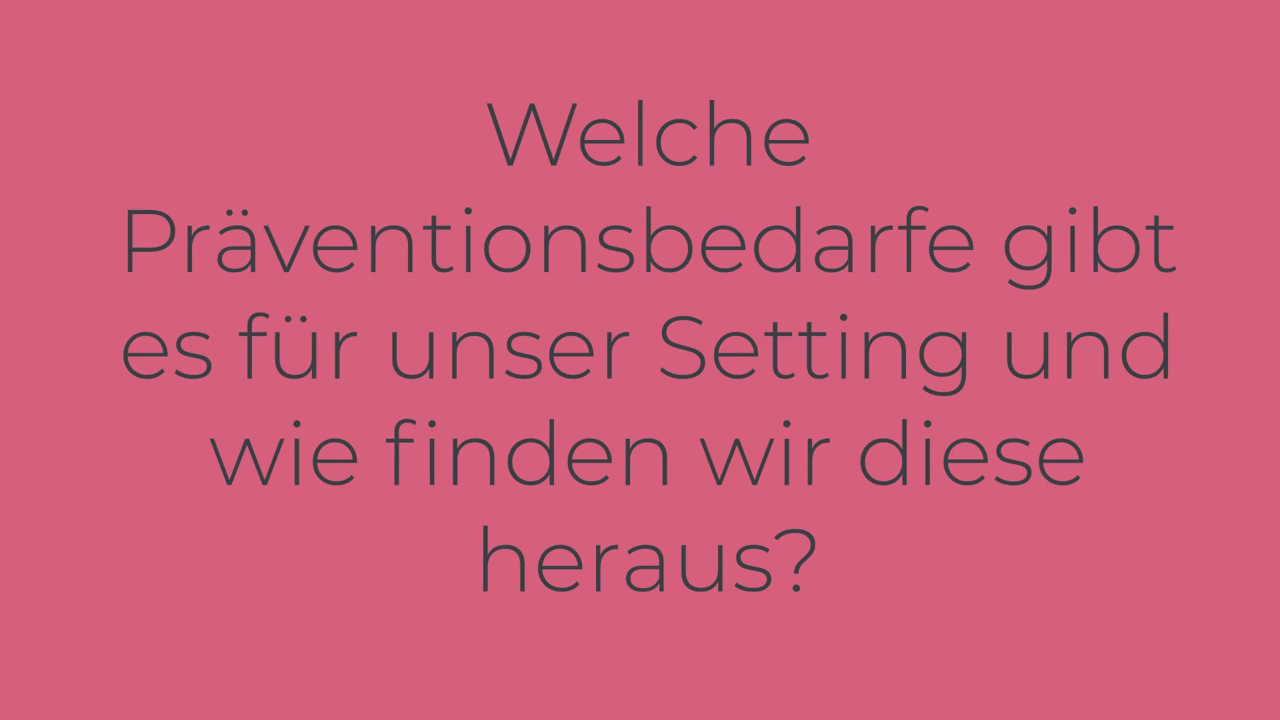 Welche
Präventionsbedarfe gibt
es für unser Setting und
wie finden wir diese
heraus?